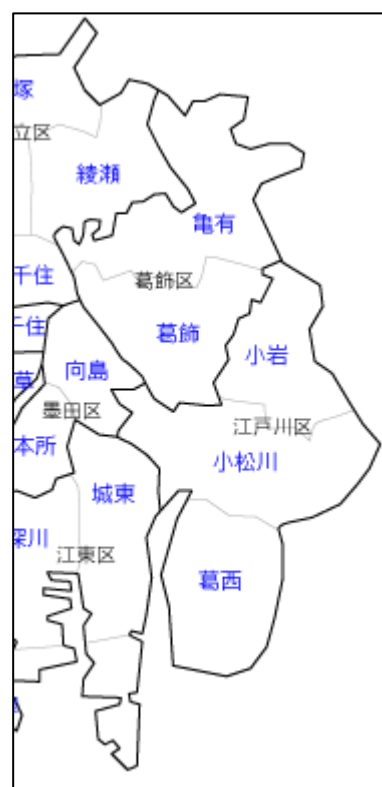 塚
立区
綾瀬
亀有
千住
葛飾区
千住
葛飾
小岩
向島
草
墨田区
江戸川区
本所
小松川
城東
深川
江東区
葛西